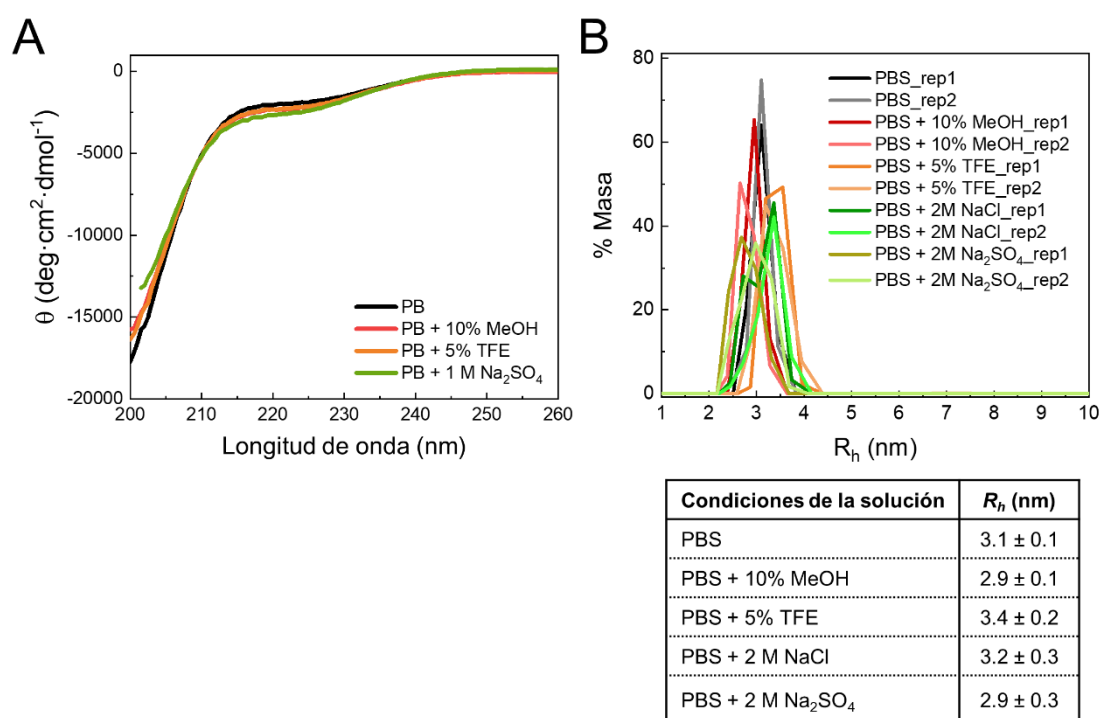 A
0
-5000
-10000
-15000
-20000
θ (deg·cm²·dmol⁻¹)
PB
PB + 10% MeOH
PB + 5% TFE
PB + 1 M Na₂SO₄
200 210 220 230 240 250 260
Longitud de onda (nm)
B
80
60
40
20
0
% Masa
PBS_rep1
PBS_rep2
PBS + 10% MeOH_rep1
PBS + 10% MeOH_rep2
PBS + 5% TFE_rep1
PBS + 5% TFE_rep2
PBS + 2M NaCl_rep1
PBS + 2M NaCl_rep2
PBS + 2M Na₂SO₄_rep1
PBS + 2M Na₂SO₄_rep2
1 2 3 4 5 6 7 8 9 10
Rₕ (nm)
Condiciones de la solución Rₕ (nm)
PBS 3.1 ± 0.1
PBS + 10% MeOH 2.9 ± 0.1
PBS + 5% TFE 3.4 ± 0.2
PBS + 2 M NaCl 3.2 ± 0.3
PBS + 2 M Na₂SO₄ 2.9 ± 0.3